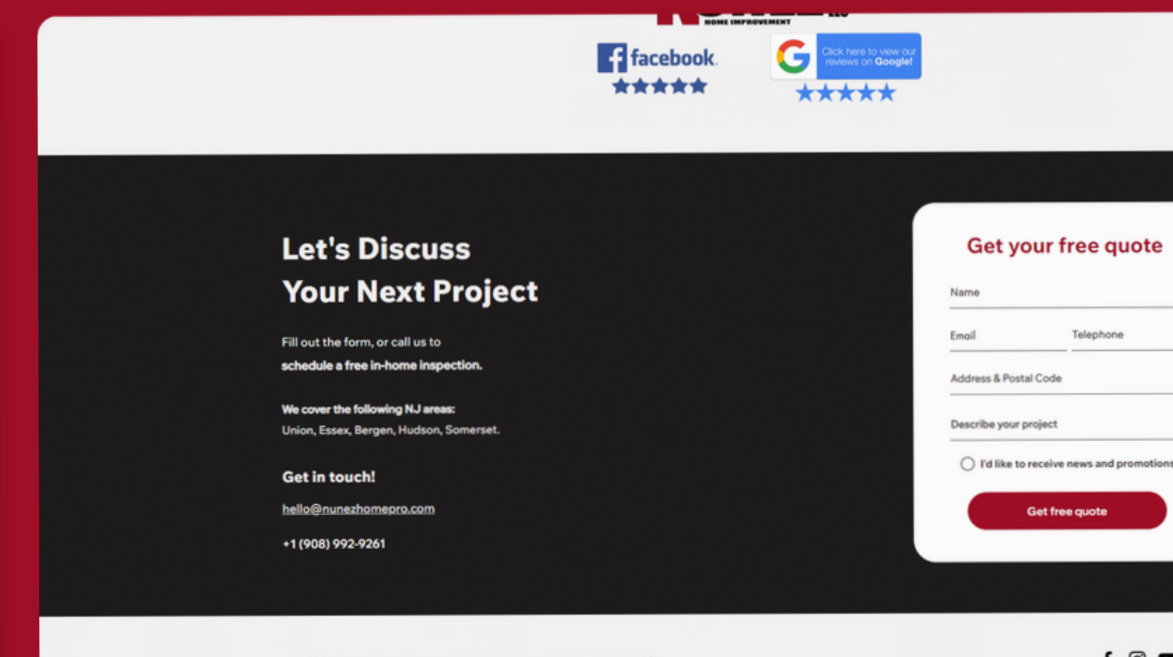 HOME IMPROVEMENT
LLC
facebook.
Click here to view our
reviews on Google!
Let's Discuss
Your Next Project
Fill out the form, or call us to
schedule a free in-home inspection.
We cover the following NJ areas:
Union, Essex, Bergen, Hudson, Somerset.
Get in touch!
hello@nunezhomepro.com
+1 (908) 992-9261
Get your free quote
Name
Email Telephone
Address & Postal Code
Describe your project
I'd like to receive news and promotions
Get free quote